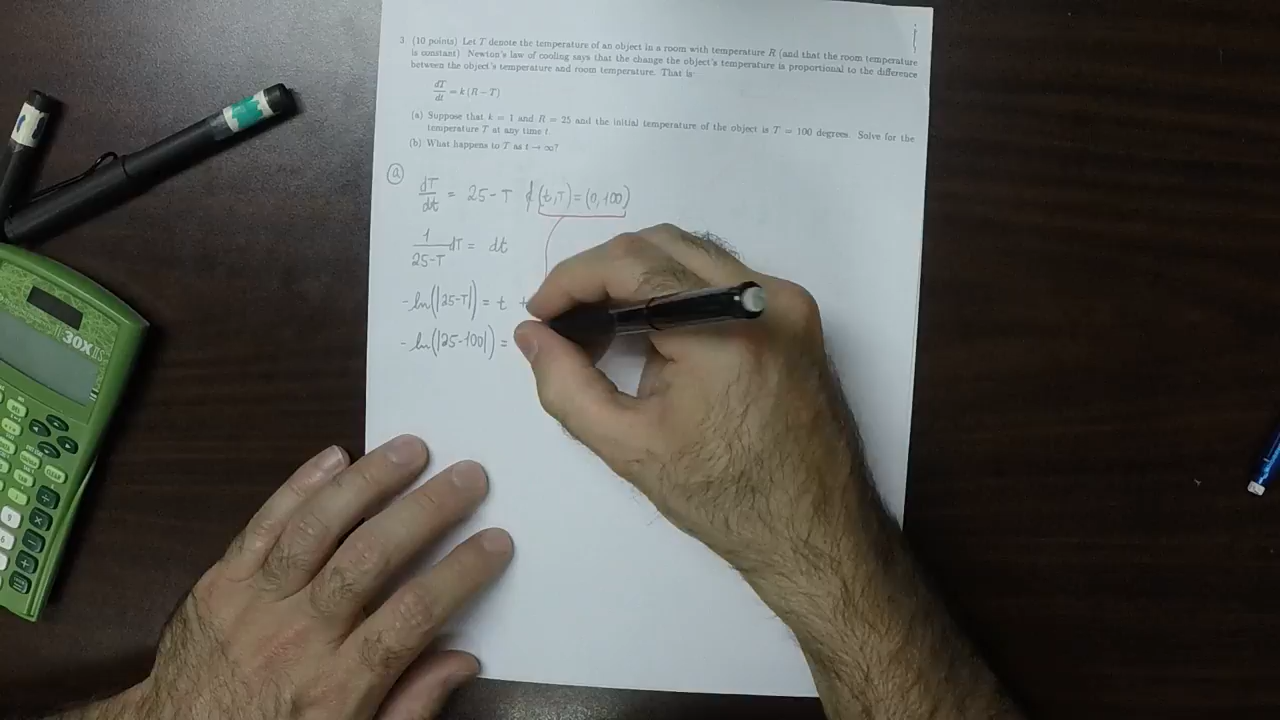 3. (10 points) Let T denote the temperature of an object in a room with temperature R (and that the room temperature
is constant) Newton's law of cooling says that the change the object's temperature is proportional to the difference
between the object's temperature and room temperature. That is:
dT/dt = k (R − T)
(a) Suppose that k = 1 and R = 25 and the initial temperature of the object is T = 100 degrees. Solve for the
temperature T at any time t.
(b) What happens to T as t → ∞?
(a) dT/dt = 25 - T & (t,T) = (0,100)
1/(25-T) dT = dt
-ln(|25-T|) = t +
-ln(|25-100|) =
30X IIS